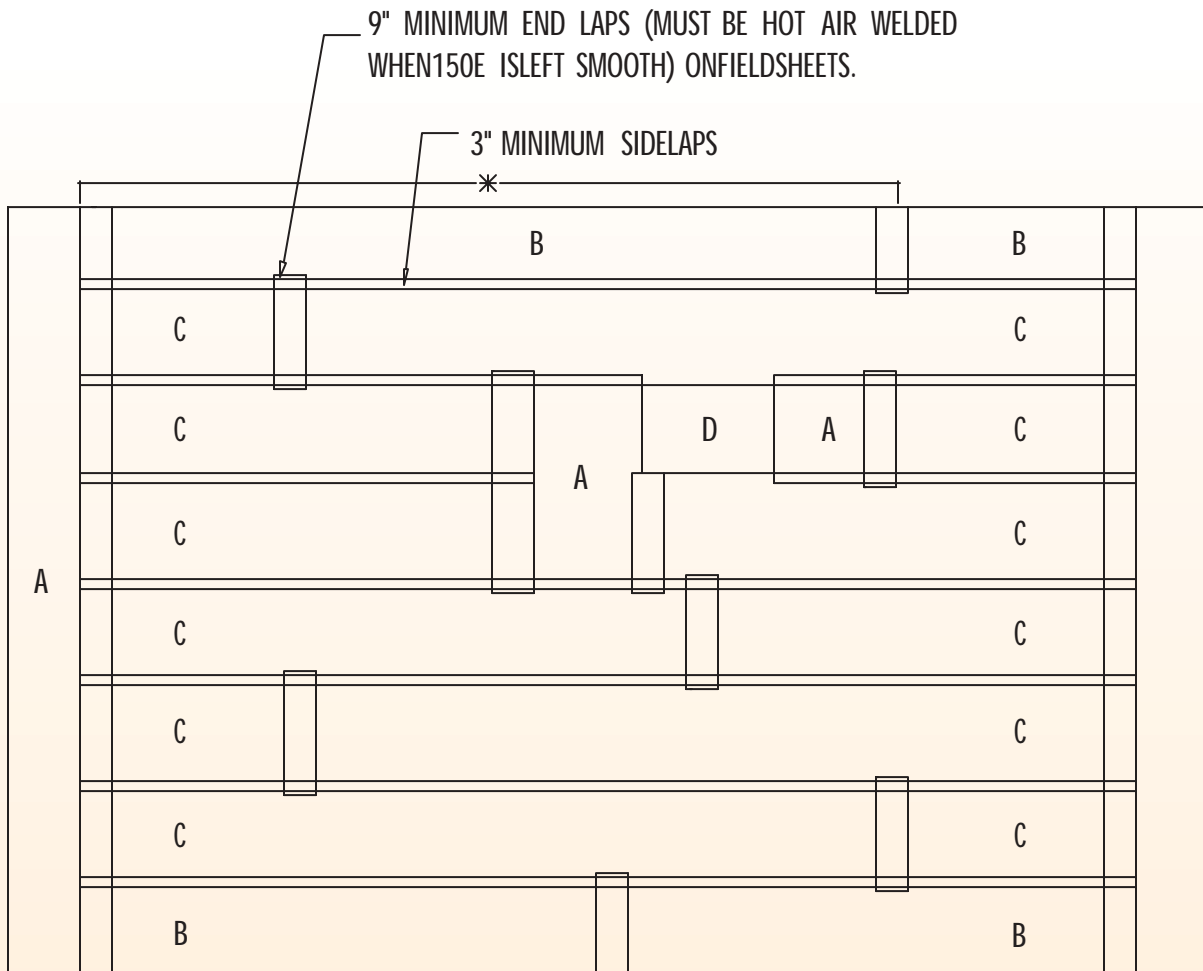 9" MINIMUM END LAPS (MUST BE HOT AIR WELDED
WHEN150E ISLEFT SMOOTH) ONFIELDSHEETS.
3" MINIMUM SIDELAPS
B B
C C
C D A C
A
C C
A
C C
C C
C C
B B